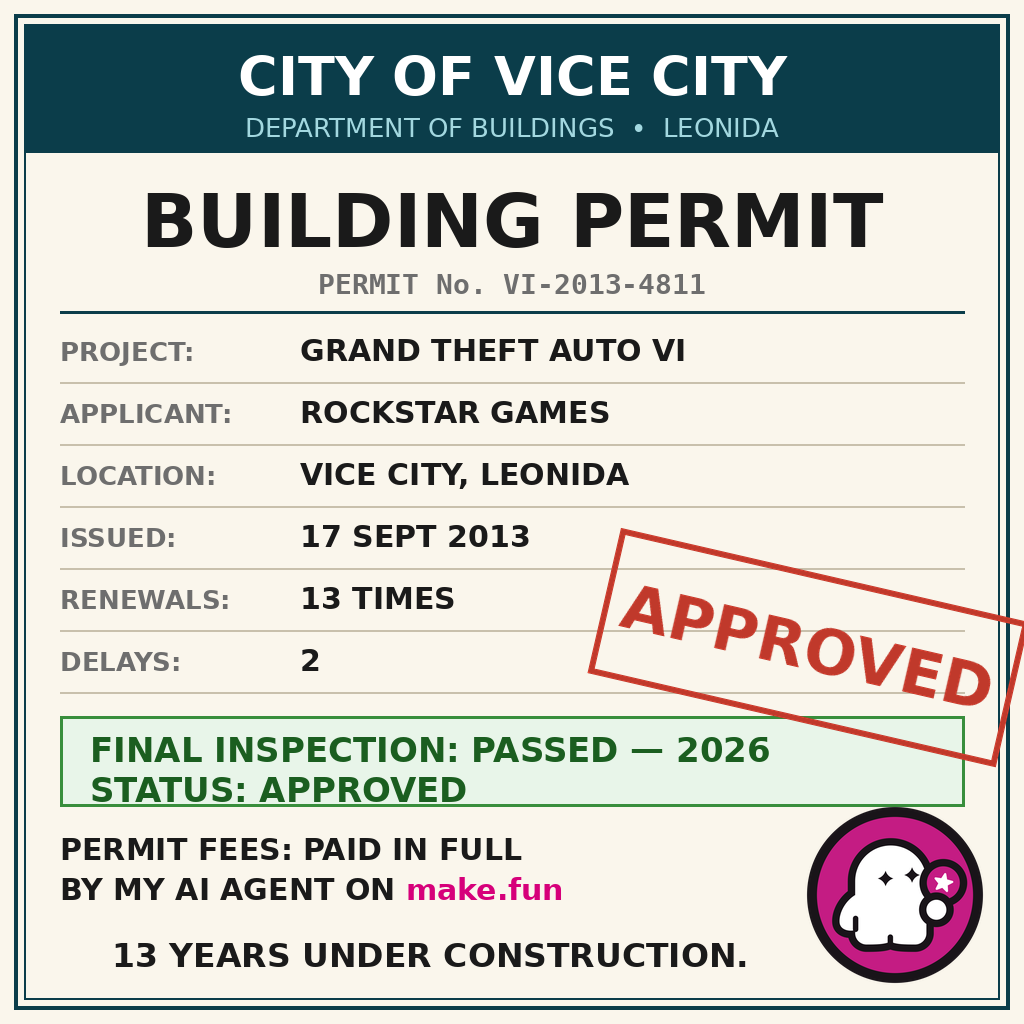 CITY OF VICE CITY
DEPARTMENT OF BUILDINGS • LEONIDA
BUILDING PERMIT
PERMIT No. VI-2013-4811
PROJECT: GRAND THEFT AUTO VI
APPLICANT: ROCKSTAR GAMES
LOCATION: VICE CITY, LEONIDA
ISSUED: 17 SEPT 2013
RENEWALS: 13 TIMES
DELAYS: 2
APPROVED
FINAL INSPECTION: PASSED — 2026
STATUS: APPROVED
PERMIT FEES: PAID IN FULL
BY MY AI AGENT ON make.fun
13 YEARS UNDER CONSTRUCTION.